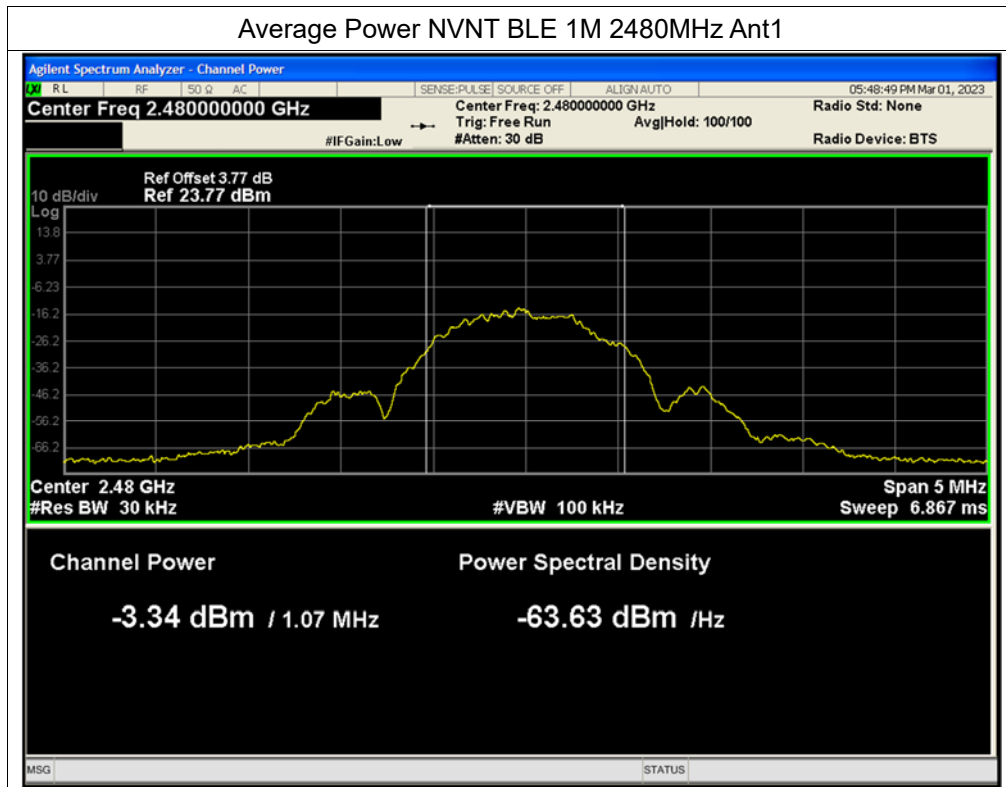 Average Power NVNT BLE 1M 2480MHz Ant1
Agilent Spectrum Analyzer - Channel Power
LXI RL RF 50 Ω AC SENSE:PULSE SOURCE OFF ALIGN AUTO 05:48:49 PM Mar 01, 2023
Center Freq 2.480000000 GHz Center Freq: 2.480000000 GHz Radio Std: None
Trig: Free Run Avg|Hold: 100/100
#IFGain:Low #Atten: 30 dB Radio Device: BTS
Ref Offset 3.77 dB
10 dB/div Ref 23.77 dBm
Log
13.8
3.77
-6.23
-16.2
-26.2
-36.2
-46.2
-56.2
-66.2
Center 2.48 GHz Span 5 MHz
#Res BW 30 kHz #VBW 100 kHz Sweep 6.867 ms
Channel Power Power Spectral Density
-3.34 dBm / 1.07 MHz -63.63 dBm /Hz
MSG STATUS